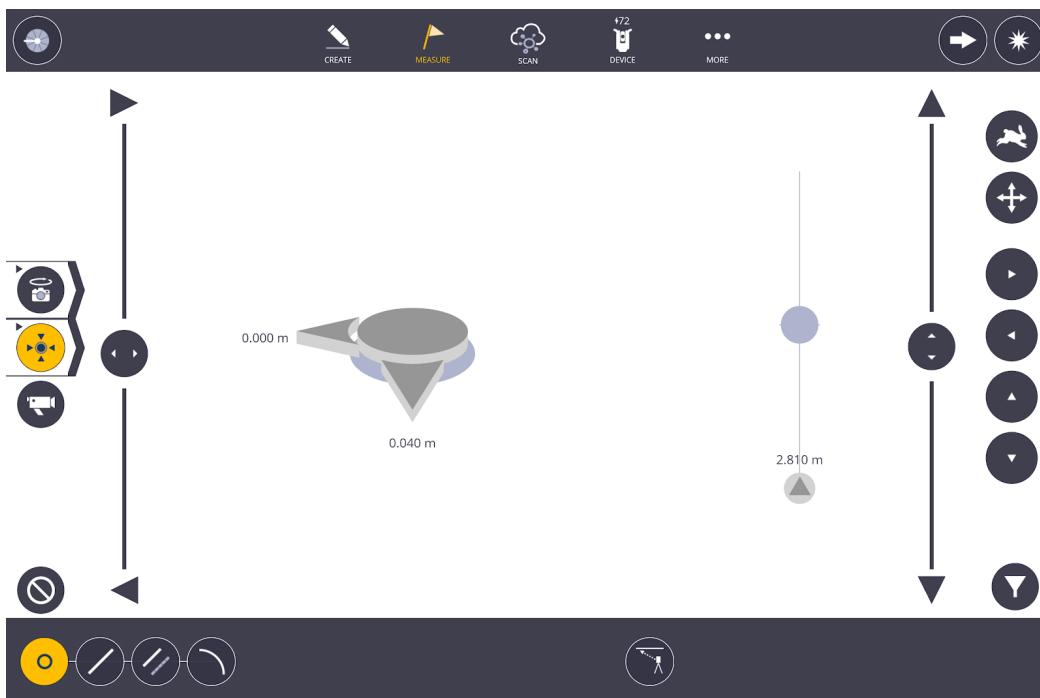 ⚡72
CREATE
MEASURE
SCAN
DEVICE
MORE
0.000 m
0.040 m
2.810 m